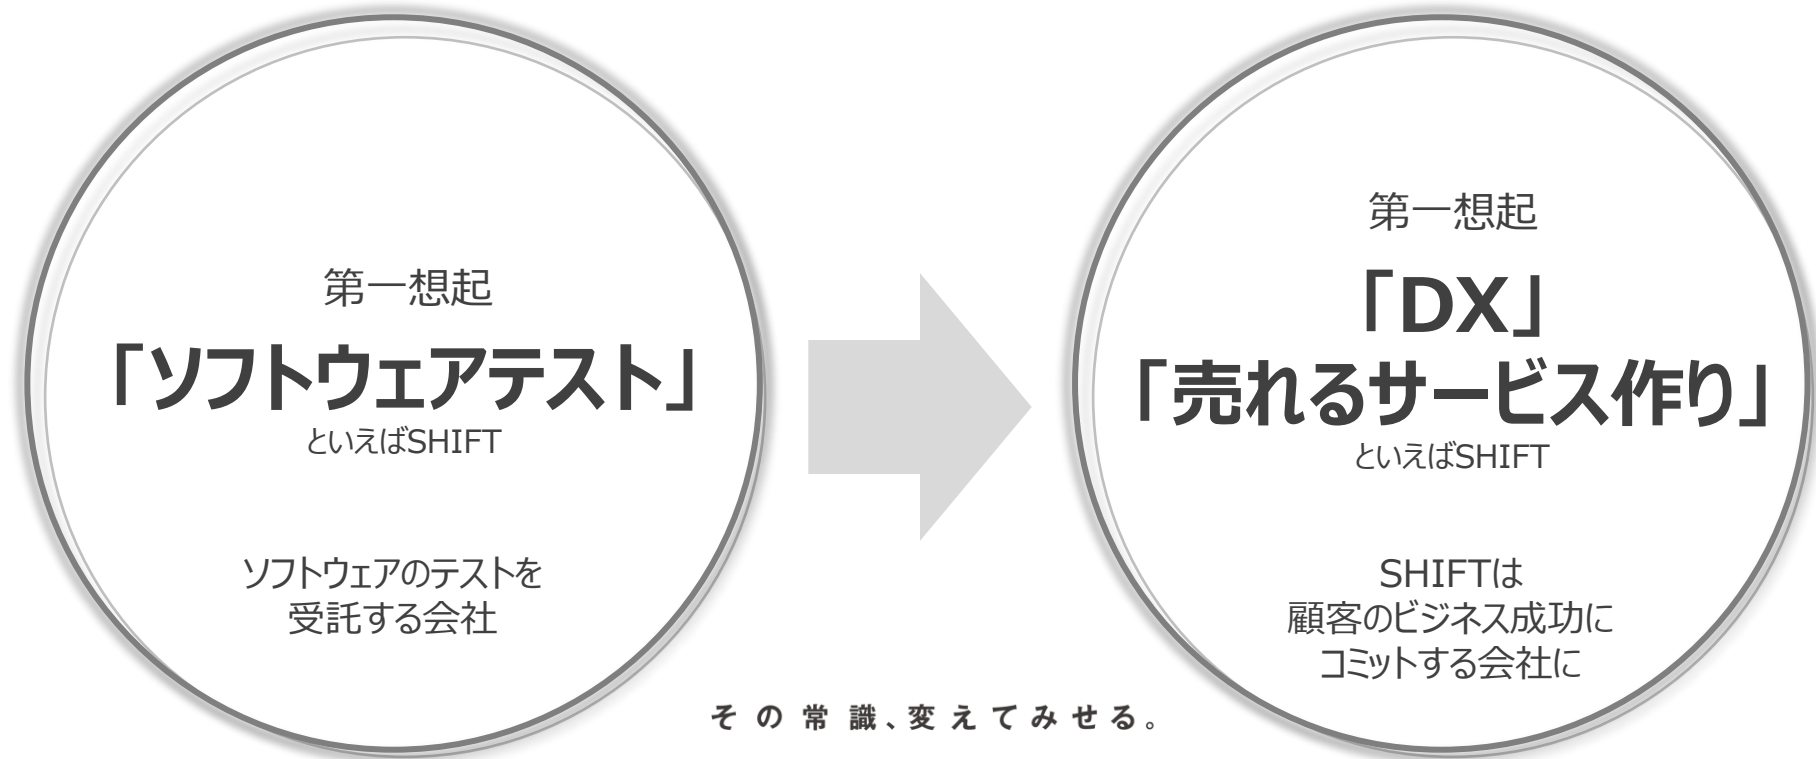 第一想起
「ソフトウェアテスト」
といえばSHIFT
ソフトウェアのテストを
受託する会社
第一想起
「DX」
「売れるサービス作り」
といえばSHIFT
SHIFTは
顧客のビジネス成功に
コミットする会社に
その常識、変えてみせる。